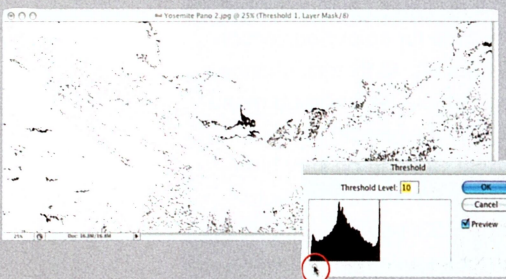 Yosemite Pano 2.jpg @ 25% (Threshold 1, Layer Mask/8)
Threshold
Threshold Level: 10
OK
Cancel
Preview
25%